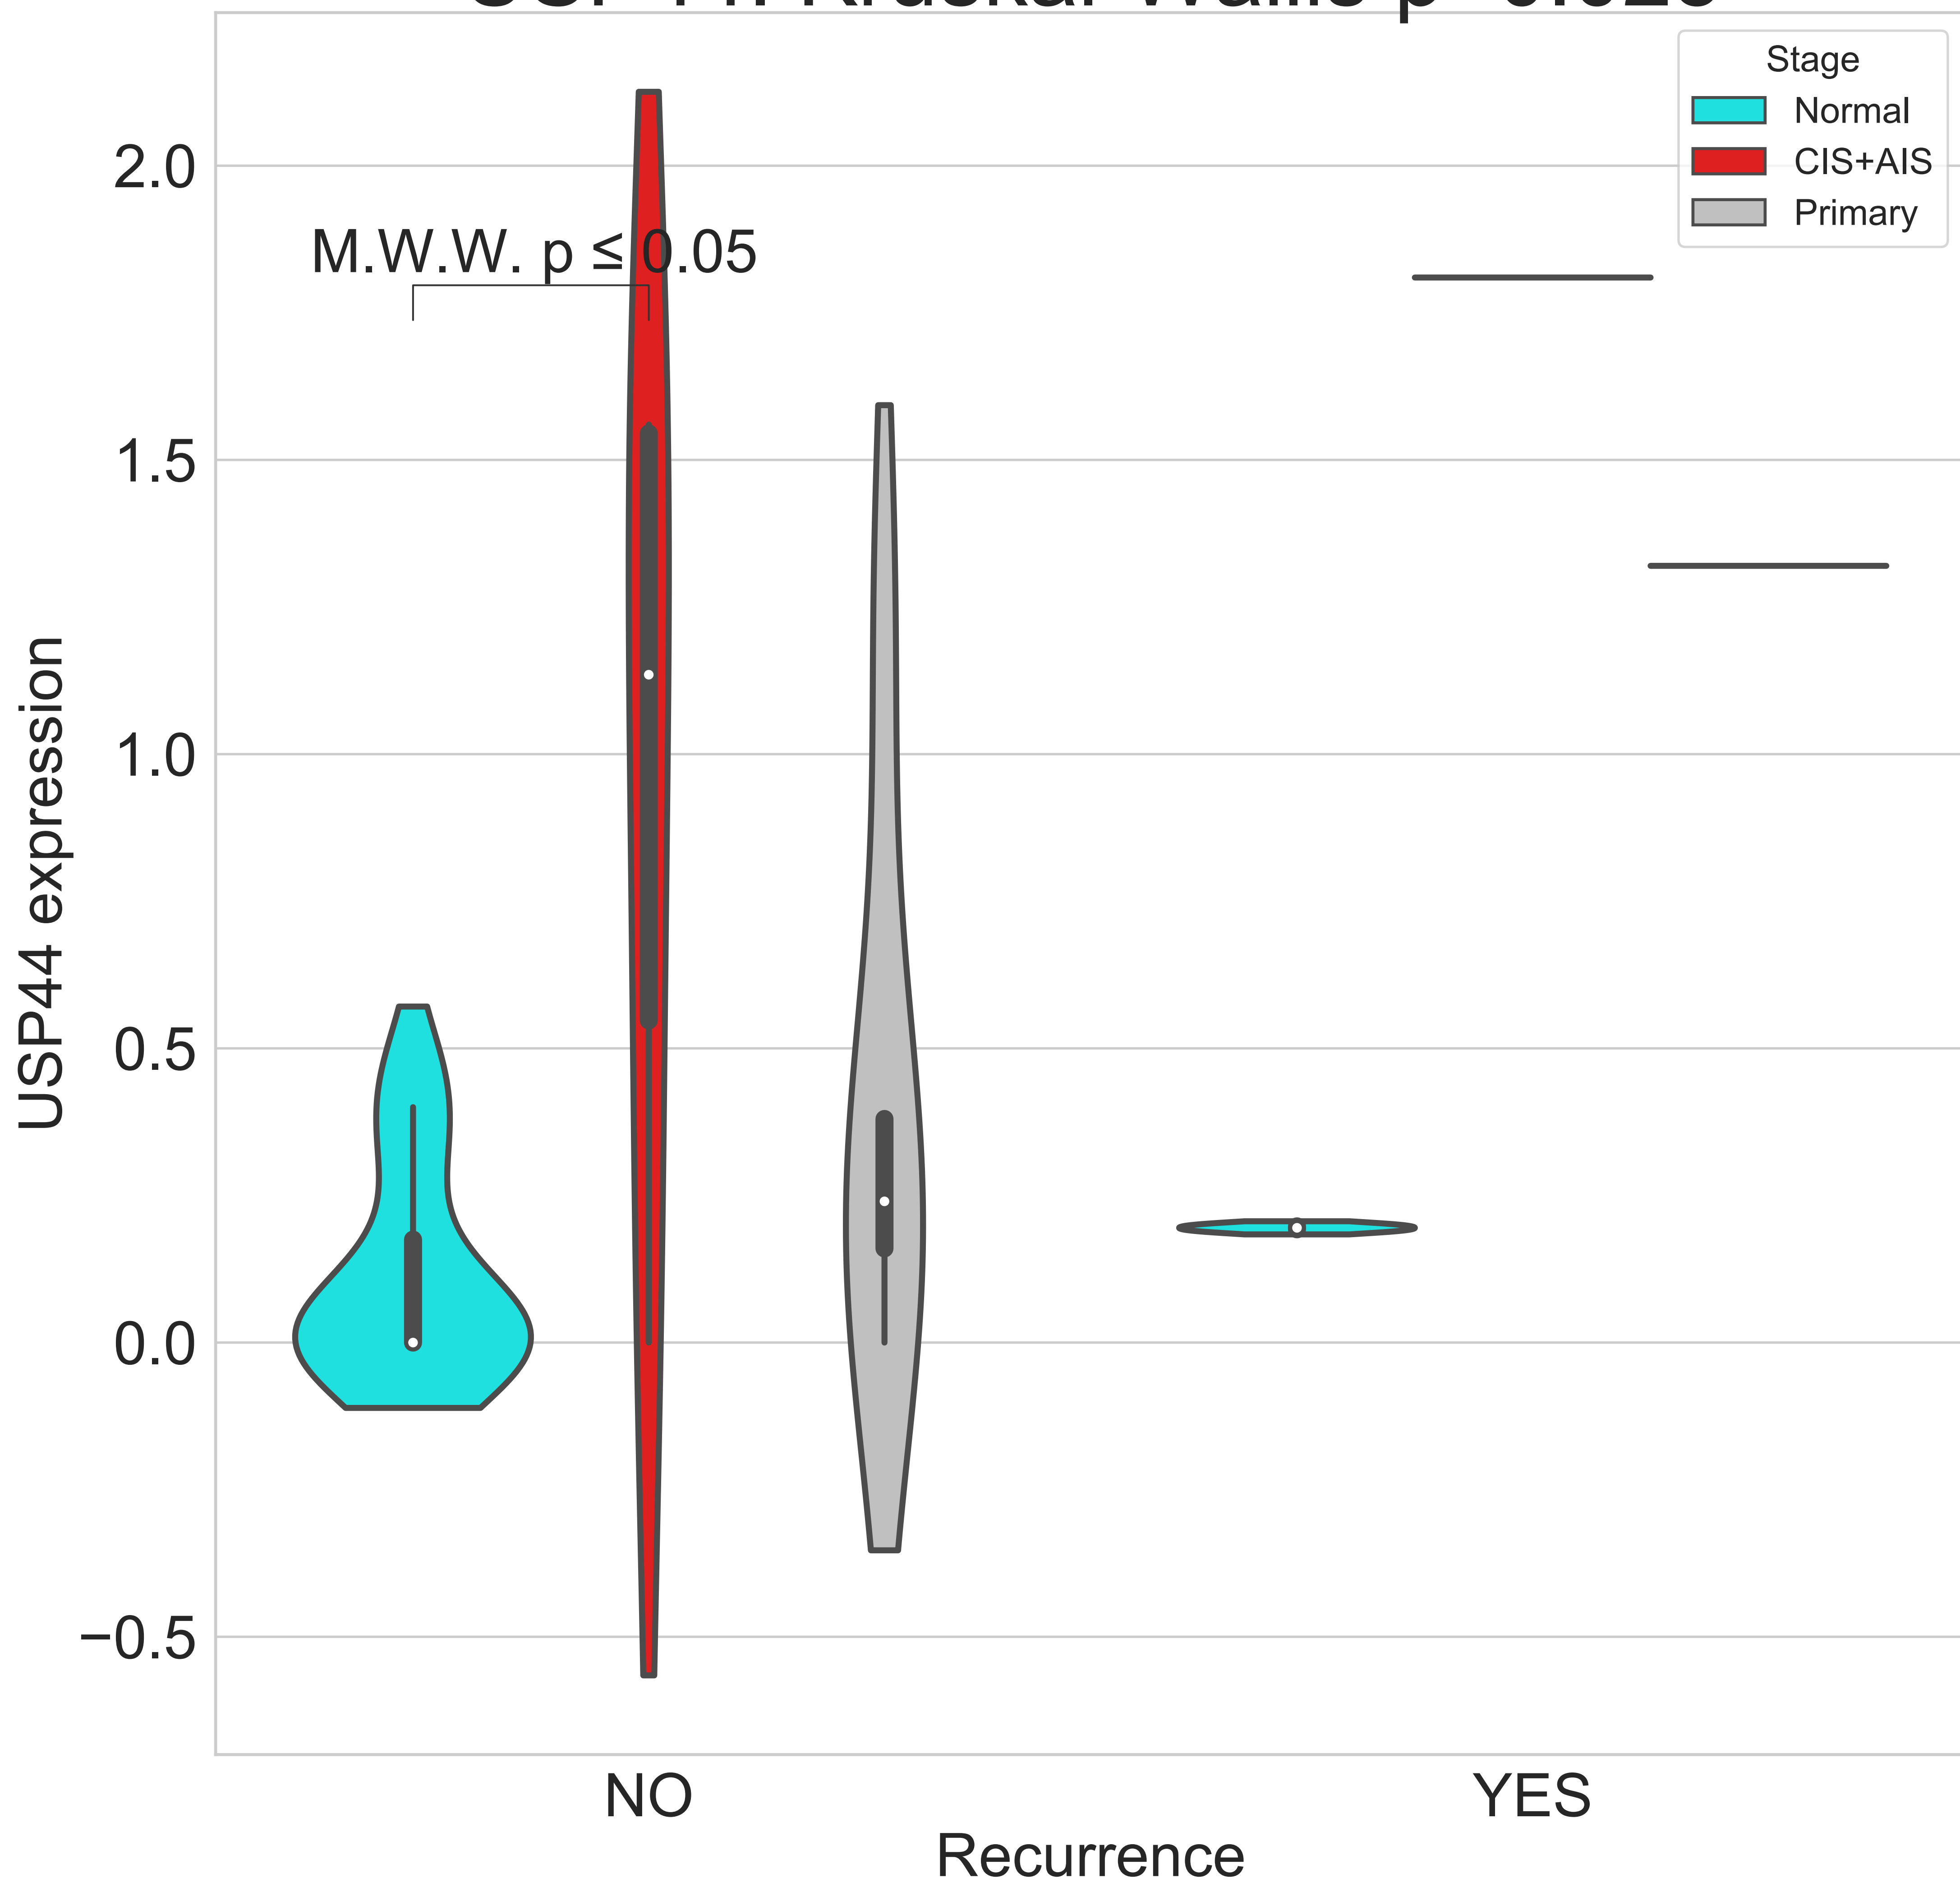 Stage
Normal
CIS+AIS
Primary
M.W.W. p ≤ 0.05
2.0
1.5
1.0
0.5
0.0
−0.5
USP44 expression
NO
YES
Recurrence